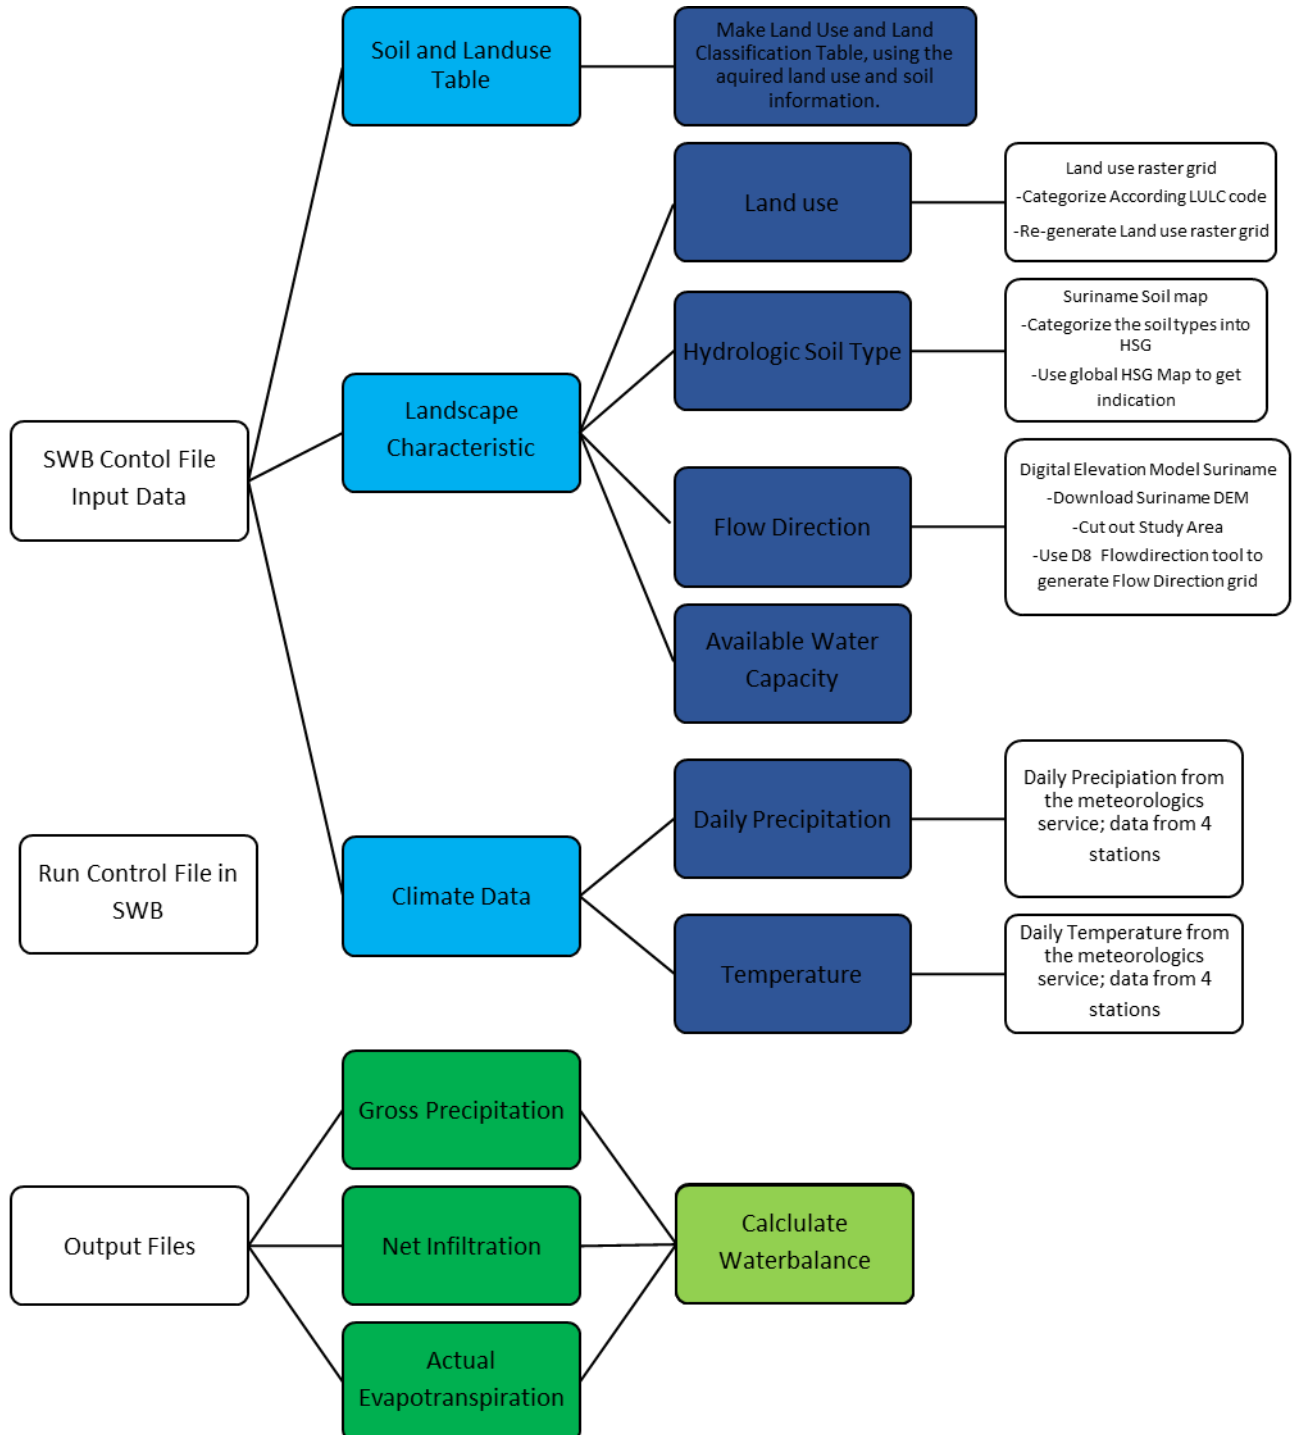 Soil and Landuse
Table
Make Land Use and Land
Classification Table, using the
aquired land use and soil
information.
Land use
Land use raster grid
-Categorize According LULC code
-Re-generate Land use raster grid
Hydrologic Soil Type
Suriname Soil map
-Categorize the soil types into
HSG
-Use global HSG Map to get
indication
Landscape
Characteristic
SWB Contol File
Input Data
Flow Direction
Digital Elevation Model Suriname
-Download Suriname DEM
-Cut out Study Area
-Use D8 Flowdirection tool to
generate Flow Direction grid
Available Water
Capacity
Daily Precipitation
Daily Precipiation from
the meteorologics
service; data from 4
stations
Run Control File in
SWB
Climate Data
Temperature
Daily Temperature from
the meteorologics
service; data from 4
stations
Gross Precipitation
Output Files
Net Infiltration
Calclulate
Waterbalance
Actual
Evapotranspiration